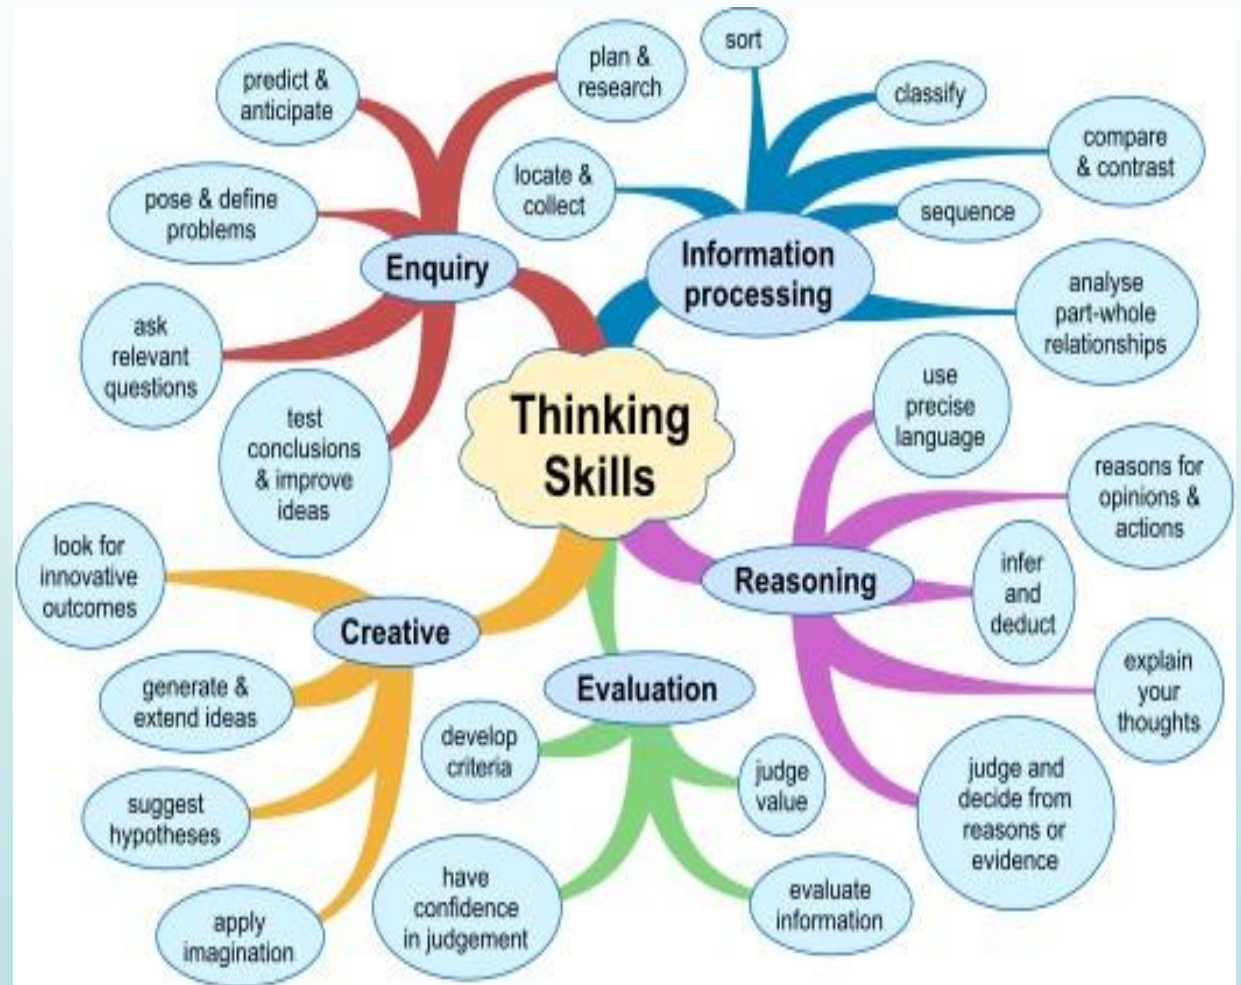 Thinking
Skills
Enquiry
plan &
research
predict &
anticipate
pose & define
problems
ask
relevant
questions
test
conclusions
& improve
ideas
Information
processing
locate &
collect
sort
classify
compare
& contrast
sequence
analyse
part-whole
relationships
Reasoning
use
precise
language
reasons for
opinions &
actions
infer
and
deduct
explain
your
thoughts
judge and
decide from
reasons or
evidence
Evaluation
develop
criteria
judge
value
have
confidence
in judgement
evaluate
information
Creative
look for
innovative
outcomes
generate &
extend ideas
suggest
hypotheses
apply
imagination